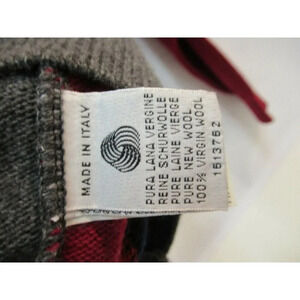 MADE IN ITALY
PURA LANA VERGINE
REINE SCHURWOLLE
PURE LAINE VIERGE
PURE NEW WOOL
100% VIRGIN WOOL
1513762